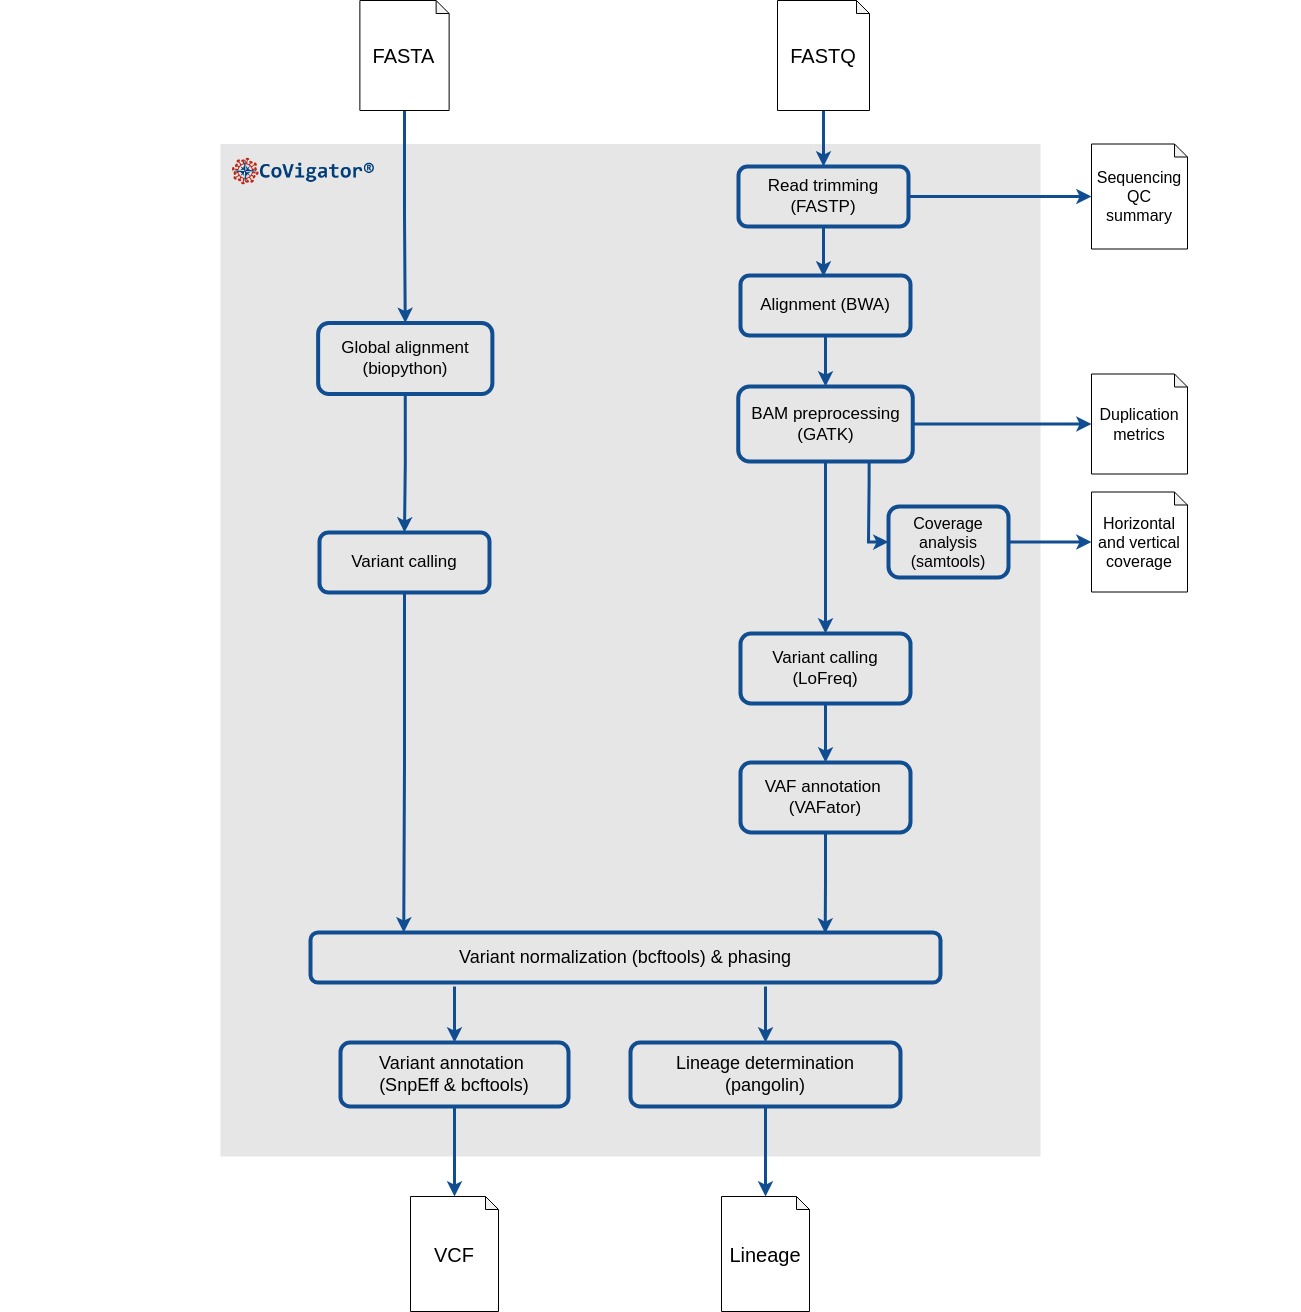 FASTA
FASTQ
CoVigator®
Read trimming
(FASTP)
Sequencing
QC
summary
Alignment (BWA)
Global alignment
(biopython)
BAM preprocessing
(GATK)
Duplication
metrics
Coverage
analysis
(samtools)
Horizontal
and vertical
coverage
Variant calling
Variant calling
(LoFreq)
VAF annotation
(VAFator)
Variant normalization (bcftools) & phasing
Variant annotation
(SnpEff & bcftools)
Lineage determination
(pangolin)
VCF
Lineage